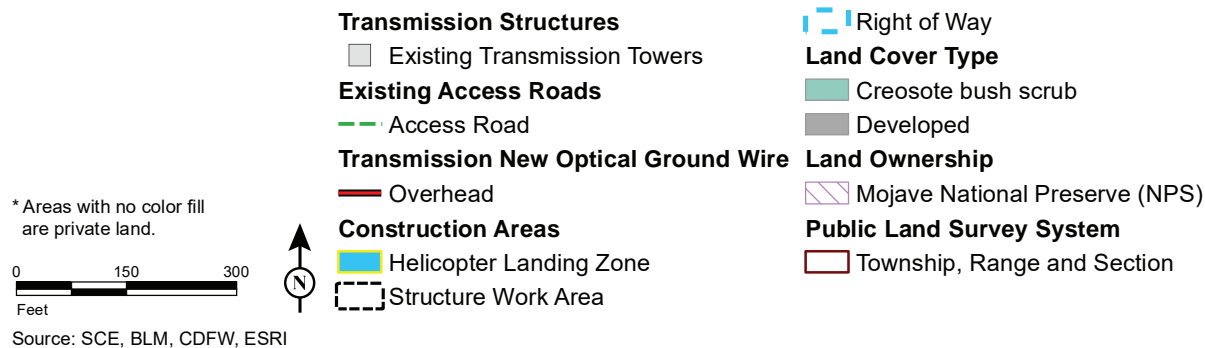 * Areas with no color fill
are private land.
0 150 300
Feet
N
Source: SCE, BLM, CDFW, ESRI
Transmission Structures
Existing Transmission Towers
Existing Access Roads
Access Road
Transmission New Optical Ground Wire
Overhead
Construction Areas
Helicopter Landing Zone
Structure Work Area
Right of Way
Land Cover Type
Creosote bush scrub
Developed
Land Ownership
Mojave National Preserve (NPS)
Public Land Survey System
Township, Range and Section